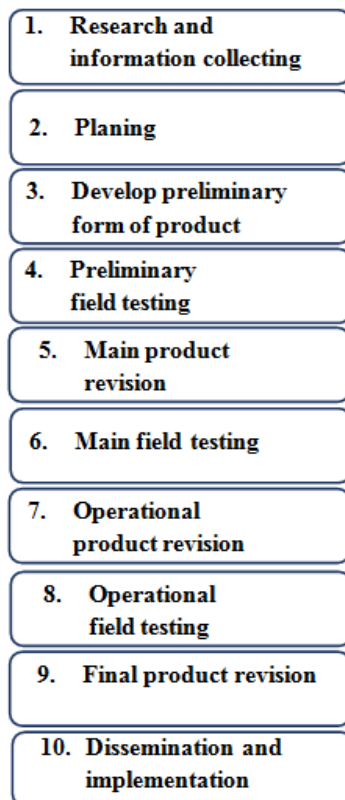 1. Research and
information collecting
2. Planing
3. Develop preliminary
form of product
4. Preliminary
field testing
5. Main product
revision
6. Main field testing
7. Operational
product revision
8. Operational
field testing
9. Final product revision
10. Dissemination and
implementation